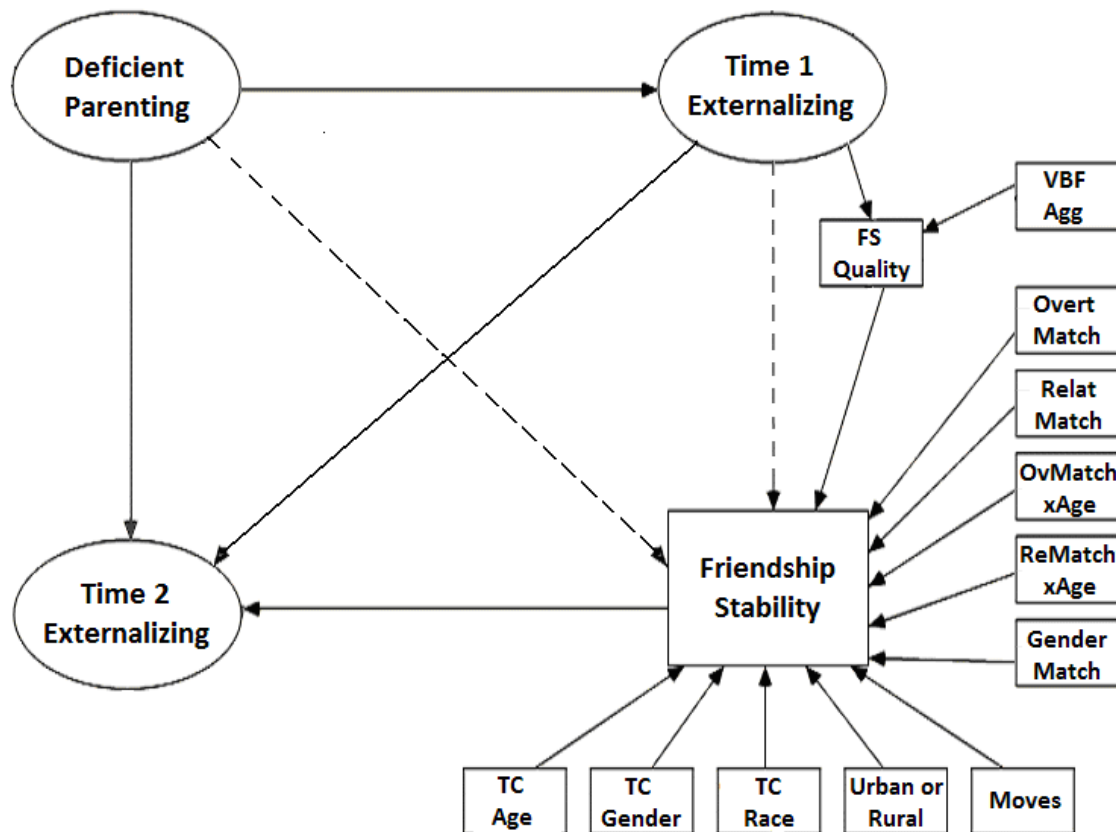 Deficient
Parenting
Time 1
Externalizing
VBF
Agg
FS
Quality
Overt
Match
Relat
Match
OvMatch
xAge
ReMatch
xAge
Gender
Match
Friendship
Stability
Time 2
Externalizing
TC
Age
TC
Gender
TC
Race
Urban or
Rural
Moves